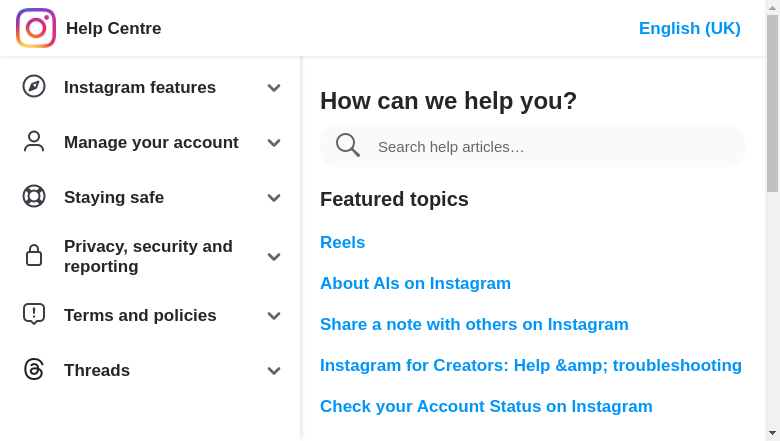 Help Centre
English (UK)
Instagram features
Manage your account
Staying safe
Privacy, security and
reporting
Terms and policies
Threads
How can we help you?
Search help articles…
Featured topics
Reels
About AIs on Instagram
Share a note with others on Instagram
Instagram for Creators: Help &amp; troubleshooting
Check your Account Status on Instagram